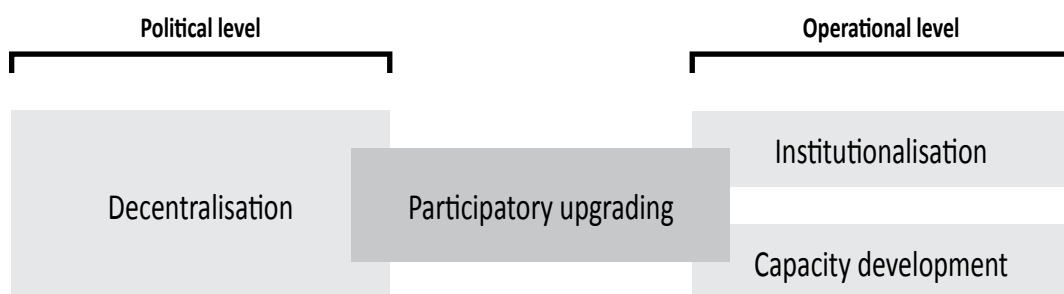 Political level
Operational level
Decentralisation
Participatory upgrading
Institutionalisation
Capacity development